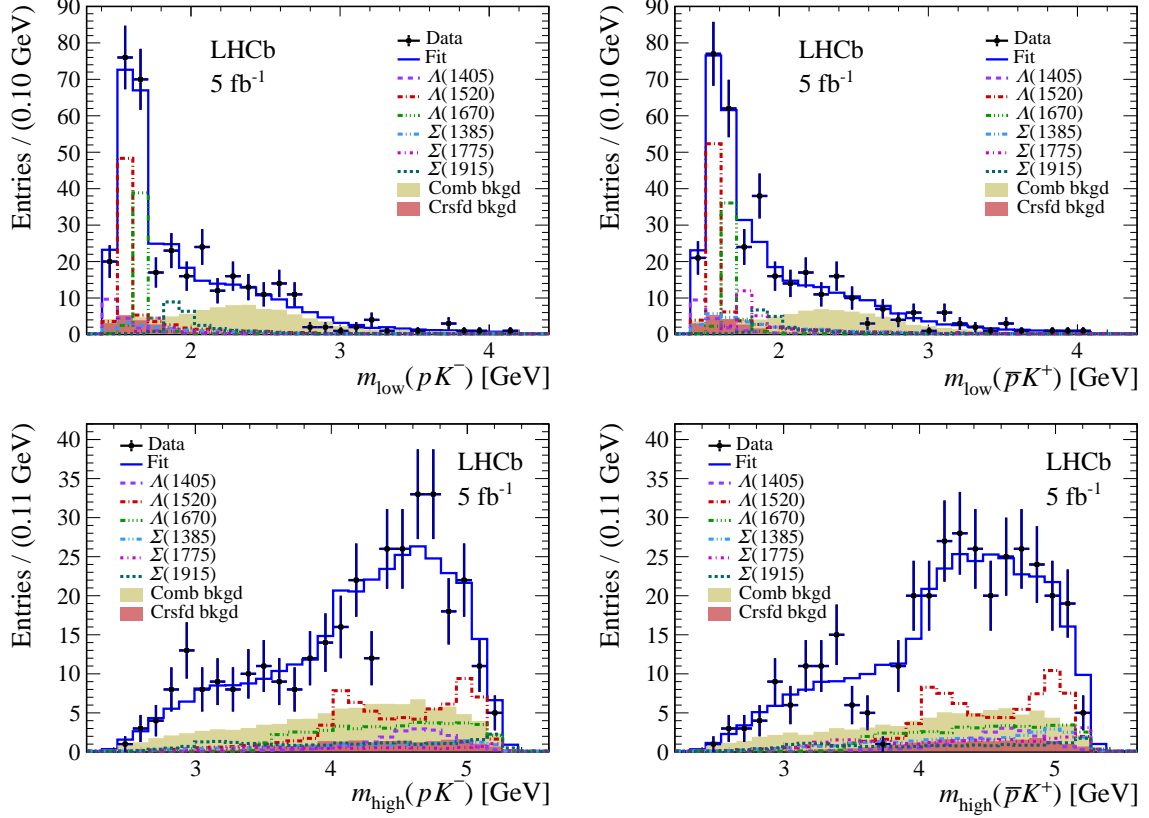 Entries / (0.10 GeV)
90
80
70
60
50
40
30
20
10
0
LHCb
5 fb⁻¹
Data
Fit
Λ(1405)
Λ(1520)
Λ(1670)
Σ(1385)
Σ(1775)
Σ(1915)
Comb bkgd
Crsfd bkgd
2 3 4
m_low(pK⁻) [GeV]
Entries / (0.10 GeV)
90
80
70
60
50
40
30
20
10
0
LHCb
5 fb⁻¹
Data
Fit
Λ(1405)
Λ(1520)
Λ(1670)
Σ(1385)
Σ(1775)
Σ(1915)
Comb bkgd
Crsfd bkgd
2 3 4
m_low(p̅K⁺) [GeV]
Entries / (0.11 GeV)
40
35
30
25
20
15
10
5
0
Data
Fit
Λ(1405)
Λ(1520)
Λ(1670)
Σ(1385)
Σ(1775)
Σ(1915)
Comb bkgd
Crsfd bkgd
LHCb
5 fb⁻¹
3 4 5
m_high(pK⁻) [GeV]
Entries / (0.11 GeV)
40
35
30
25
20
15
10
5
0
Data
Fit
Λ(1405)
Λ(1520)
Λ(1670)
Σ(1385)
Σ(1775)
Σ(1915)
Comb bkgd
Crsfd bkgd
LHCb
5 fb⁻¹
3 4 5
m_high(p̅K⁺) [GeV]